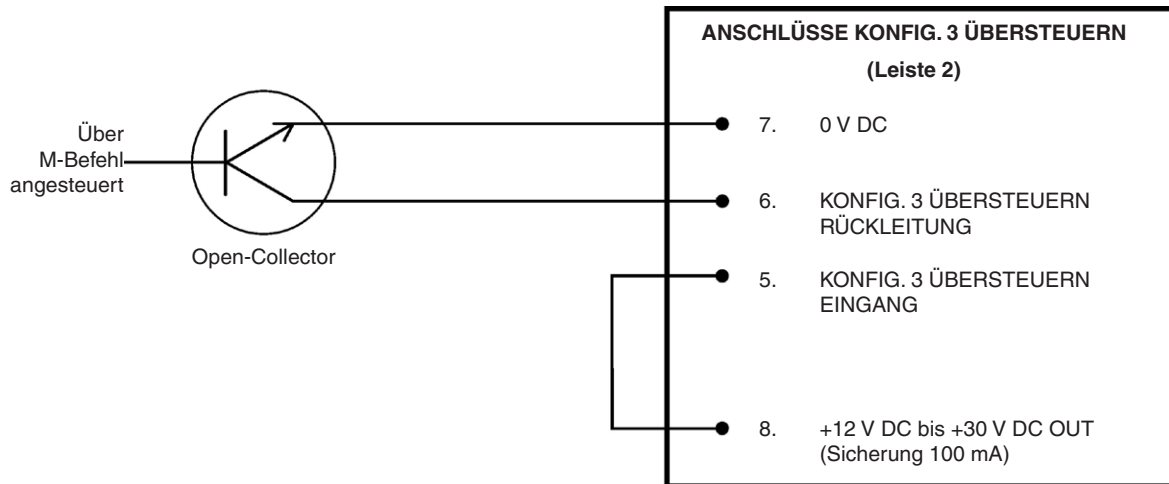 ANSCHLÜSSE KONFIG. 3 ÜBERSTEUERN
(Leiste 2)
Über
M-Befehl
angesteuert
Open-Collector
7. 0 V DC
6. KONFIG. 3 ÜBERSTEUERN
RÜCKLEITUNG
5. KONFIG. 3 ÜBERSTEUERN
EINGANG
8. +12 V DC bis +30 V DC OUT
(Sicherung 100 mA)